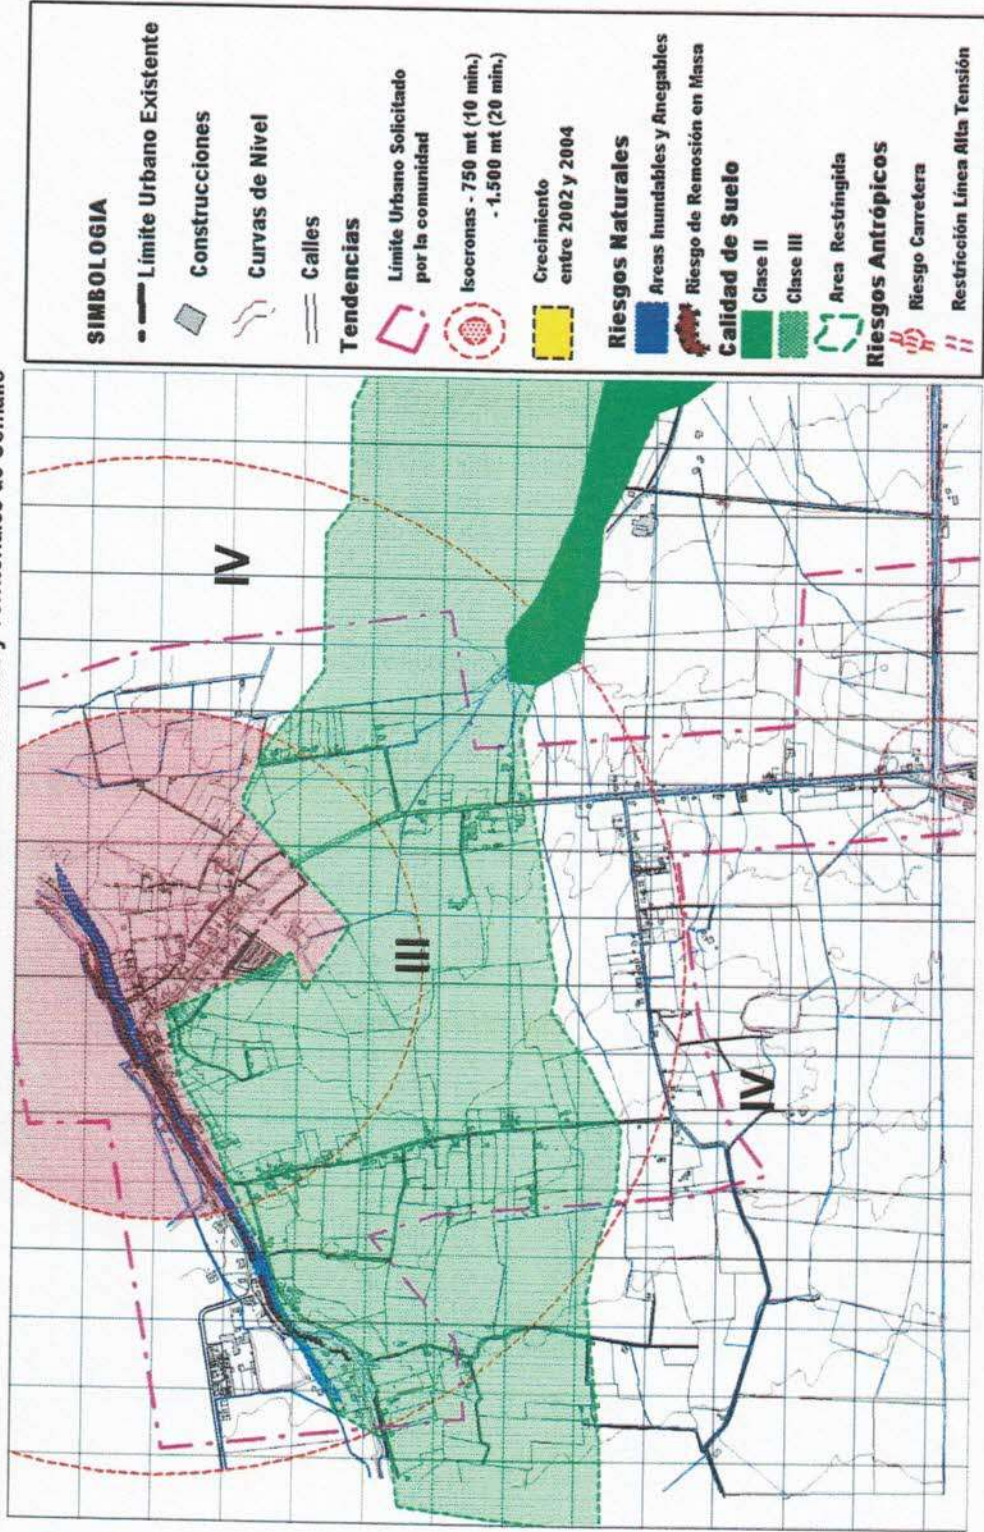 SIMBOLOGIA
Límite Urbano Existente
Construcciones
Curvas de Nivel
Calles
Tendencias
Límite Urbano Solicitado
por la comunidad
Isocronas - 750 mt (10 min.)
- 1.500 mt (20 min.)
Crecimiento
entre 2002 y 2004
Riesgos Naturales
Areas Inundables y Anegables
Riesgo de Remosión en Masa
Calidad de Suelo
Clase II
Clase III
Area Restringida
Riesgos Antrópicos
Riesgo Carretera
Restricción Línea Alta Tensión
IV
III
IV